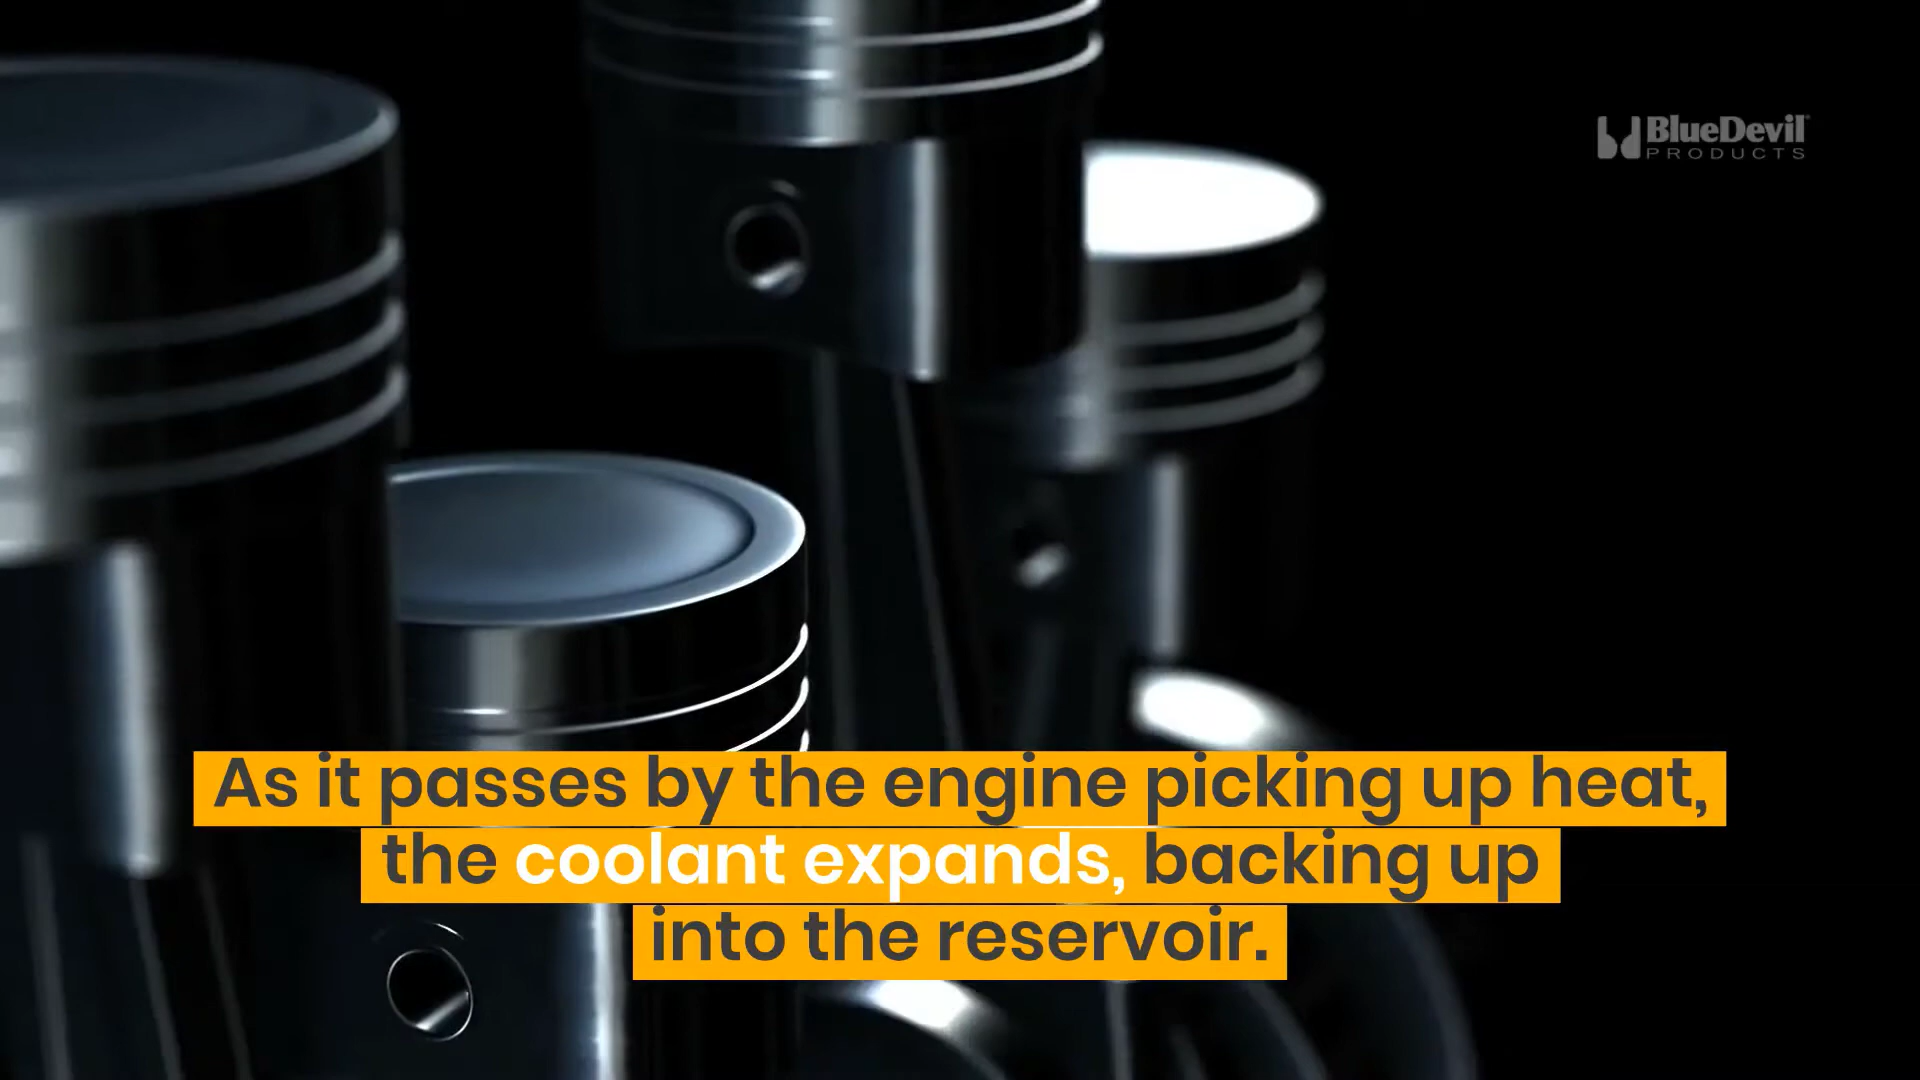 BlueDevil
PRODUCTS
As it passes by the engine picking up heat,
the coolant expands, backing up
into the reservoir.